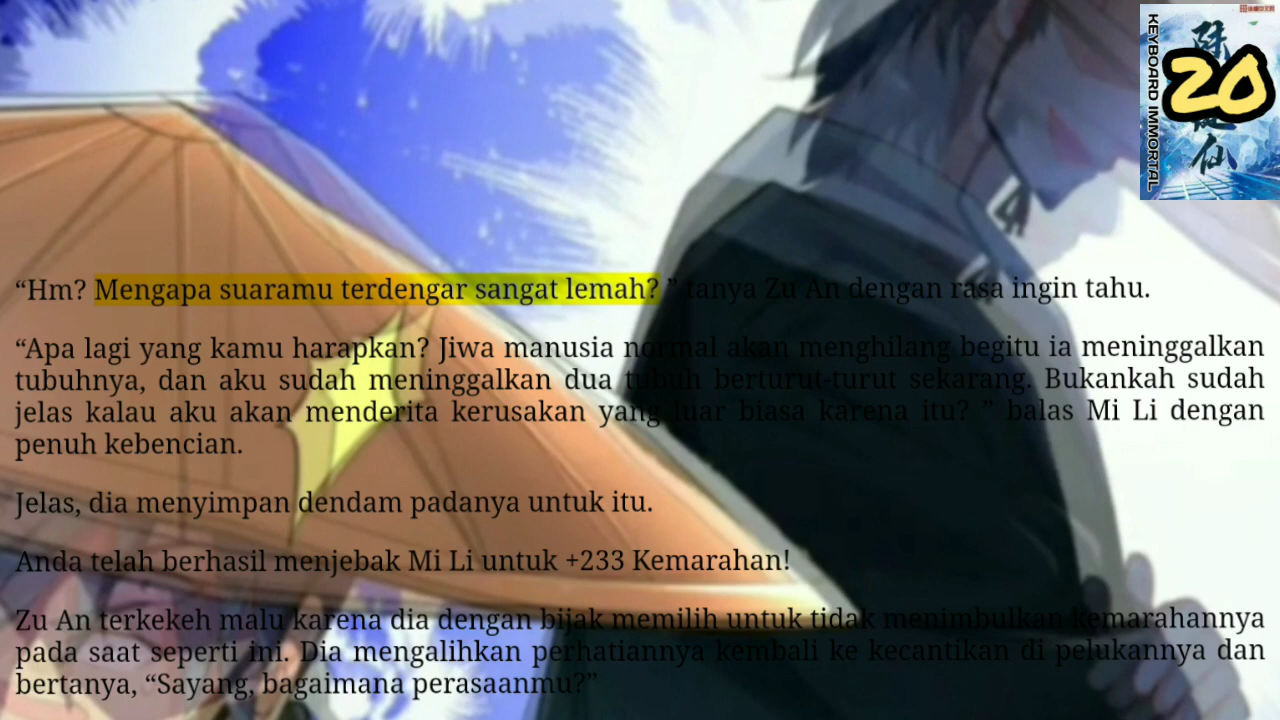 KEYBOARD IMMORTAL
20
仙
“Hm? Mengapa suaramu terdengar sangat lemah? ” tanya Zu An dengan rasa ingin tahu.
“Apa lagi yang kamu harapkan? Jiwa manusia normal akan menghilang begitu ia meninggalkan
tubuhnya, dan aku sudah meninggalkan dua tubuh berturut-turut sekarang. Bukankah sudah
jelas kalau aku akan menderita kerusakan yang luar biasa karena itu? ” balas Mi Li dengan
penuh kebencian.
Jelas, dia menyimpan dendam padanya untuk itu.
Anda telah berhasil menjebak Mi Li untuk +233 Kemarahan!
Zu An terkekeh malu karena dia dengan bijak memilih untuk tidak menimbulkan kemarahannya
pada saat seperti ini. Dia mengalihkan perhatiannya kembali ke kecantikan di pelukannya dan
bertanya, “Sayang, bagaimana perasaanmu?”